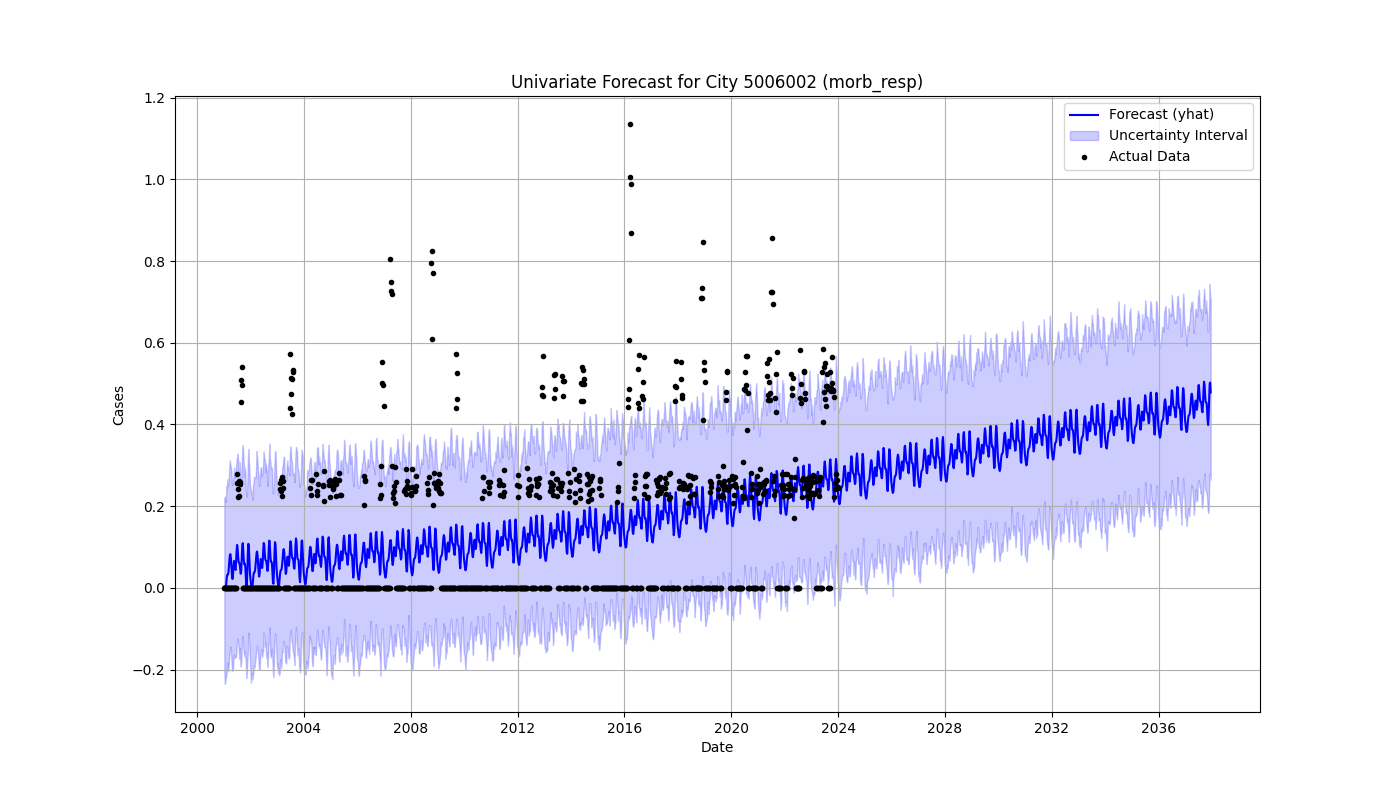 Univariate Forecast for City 5006002 (morb_resp)
Forecast (yhat)
Uncertainty Interval
Actual Data
Cases
1.2
1.0
0.8
0.6
0.4
0.2
0.0
−0.2
2000 2004 2008 2012 2016 2020 2024 2028 2032 2036
Date